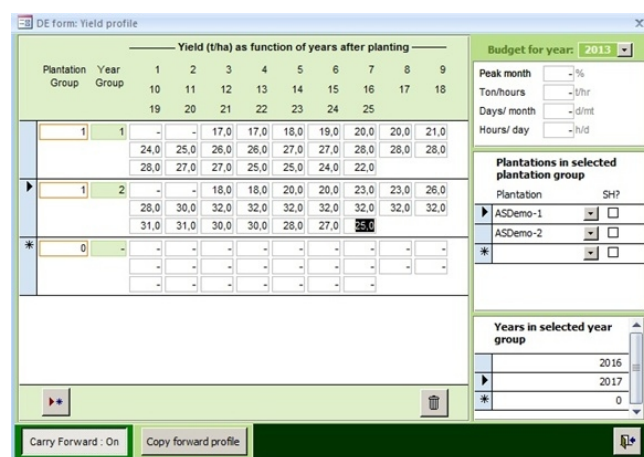 DE form: Yield profile
x
Yield (t/ha) as function of years after planting
Plantation Group Year Group 1 2 3 4 5 6 7 8 9
10 11 12 13 14 15 16 17 18
19 20 21 22 23 24 25
1 1 - - 17,0 17,0 18,0 19,0 20,0 20,0 21,0
24,0 25,0 26,0 26,0 27,0 27,0 28,0 28,0 28,0
28,0 27,0 27,0 25,0 25,0 24,0 22,0
1 2 - - 18,0 18,0 20,0 20,0 23,0 23,0 26,0
28,0 30,0 32,0 32,0 32,0 32,0 32,0 32,0 32,0
31,0 31,0 30,0 30,0 28,0 27,0 25,0
0 - - - - - - - - - -
- - - - - - - - -
- - - - - - -
Budget for year: 2013
Peak month - %
Ton/hours - t/hr
Days/ month - d/mt
Hours/ day - h/d
Plantations in selected
plantation group
Plantation SH?
ASDemo-1
ASDemo-2
Years in selected year
group
2016
2017
0
Carry Forward : On
Copy forward profile